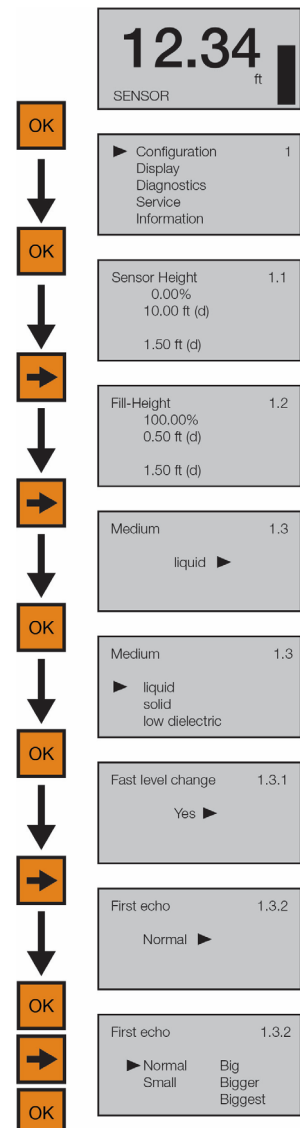 12.34
ft
SENSOR
OK
Configuration 1
Display
Diagnostics
Service
Information
OK
Sensor Height 1.1
0.00%
10.00 ft (d)
1.50 ft (d)
Fill-Height 1.2
100.00%
0.50 ft (d)
1.50 ft (d)
Medium 1.3
liquid
OK
Medium 1.3
liquid
solid
low dielectric
OK
Fast level change 1.3.1
Yes
First echo 1.3.2
Normal
OK
First echo 1.3.2
Normal Big
Small Bigger
Biggest
OK